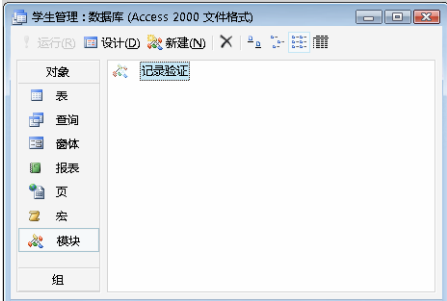 学生管理:数据库 (Access 2000 文件格式)
运行(R) 设计(D) 新建(N)
对象
记录验证
表
查询
窗体
报表
页
宏
模块
组